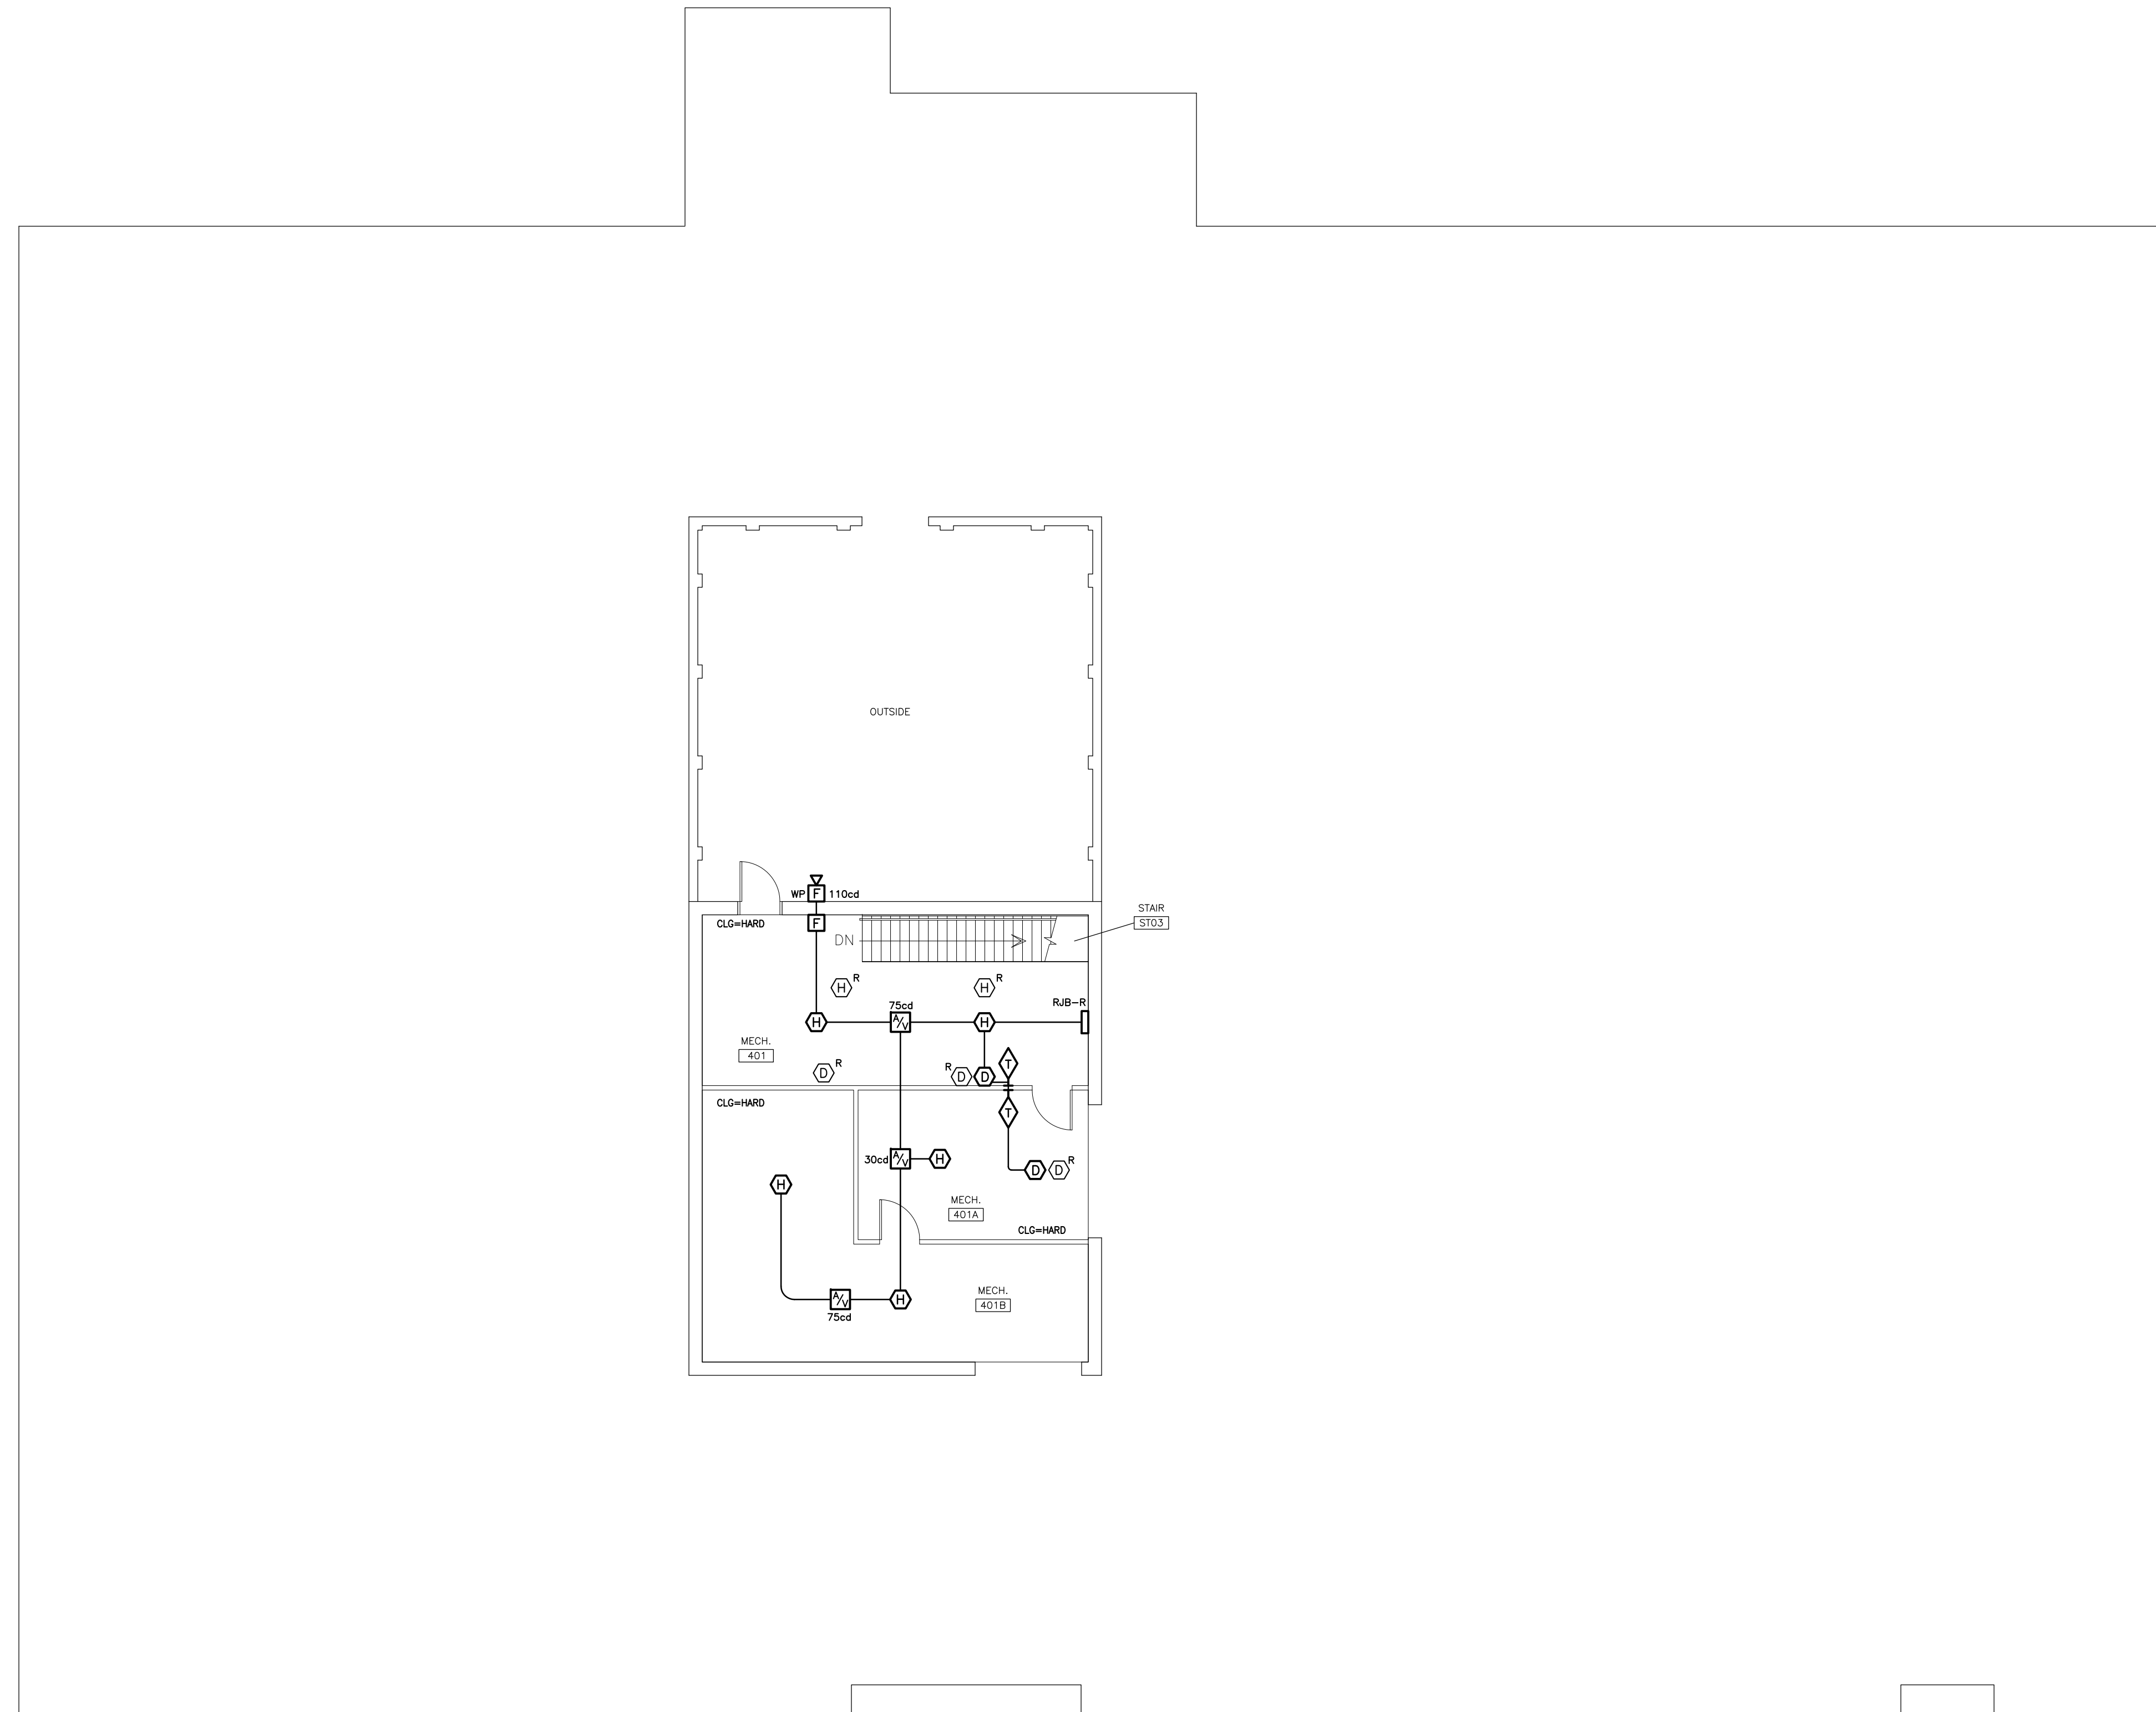 OUTSIDE
WP F 110cd
STAIR
ST03
CLG=HARD
F
DN
H R
H R
RJB-R
75cd
H
A/V
H
MECH.
401
D R
R D
D
T
CLG=HARD
T
30cd
A/V
H
D
D R
H
MECH.
401A
CLG=HARD
MECH.
401B
A/V
H
75cd